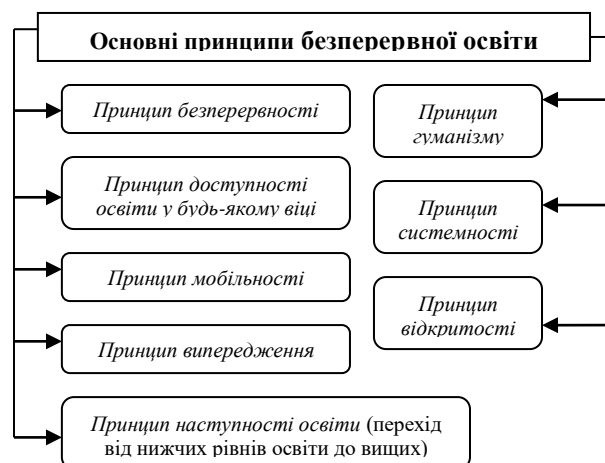 Основні принципи безперервної освіти
Принцип безперервності
Принцип доступності
освіти у будь-якому віці
Принцип мобільності
Принцип випередження
Принцип наступності освіти (перехід
від нижчих рівнів освіти до вищих)
Принцип
гуманізму
Принцип
системності
Принцип
відкритості